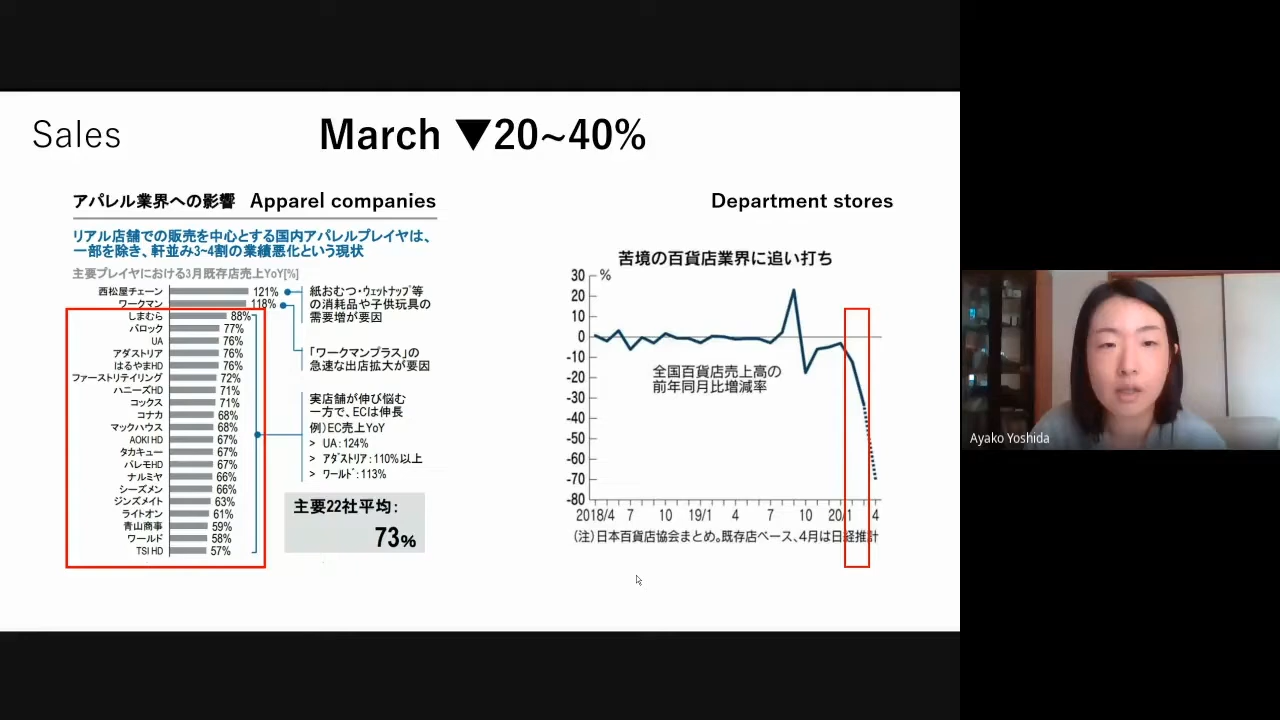 Sales
March ▼20~40%
アパレル業界への影響 Apparel companies
リアル店舗での販売を中心とする国内アパレルプレイヤは、
一部を除き、軒並み3~4割の業績悪化という現状
主要プレイヤにおける3月既存店売上YoY[%]
西松屋チェーン 121%
ワークマン 118%
しまむら 88%
バロック 77%
UA 76%
アダストリア 76%
はるやまHD 76%
ファーストリテイリング 72%
ハニーズHD 71%
コックス 71%
コナカ 68%
マックハウス 68%
AOKI HD 67%
タカキュー 67%
パレモHD 67%
ナルミヤ 66%
シーズメン 66%
ジンズメイト 63%
ライトオン 61%
青山商事 59%
ワールド 58%
TSI HD 57%
紙おむつ・ウェットナップ等
の消耗品や子供玩具の
需要増が要因
「ワークマンプラス」の
急速な出店拡大が要因
実店舗が伸び悩む
一方で、ECは伸長
例）EC売上YoY
> UA：124%
> アダストリア：110%以上
> ワールド：113%
主要22社平均：
73%
Department stores
苦境の百貨店業界に追い打ち
30 %
20
10
0
-10
-20
-30
-40
-50
-60
-70
-80
全国百貨店売上高の
前年同月比増減率
2018/4 7 10 19/1 4 7 10 20/1 4
（注）日本百貨店協会まとめ。既存店ベース、4月は日経推計
Ayako Yoshida